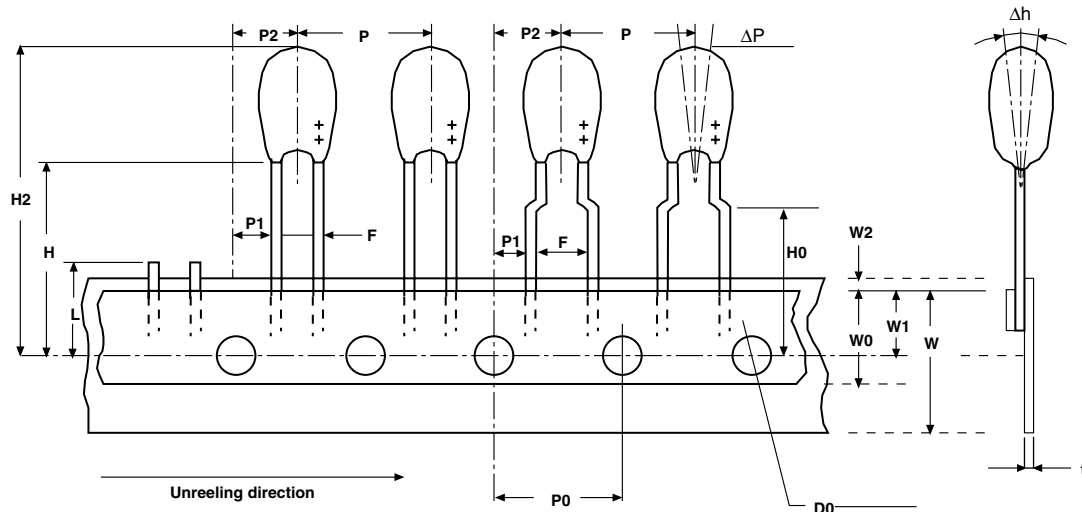 P2
P
P2
P
ΔP
Δh
+ +
+ +
+ +
+ +
+ +
+ +
+ +
+ +
H2
H
P1
F
P1
F
H0
W2
L
W0
W1
W
t
Unreeling direction
P0
D0